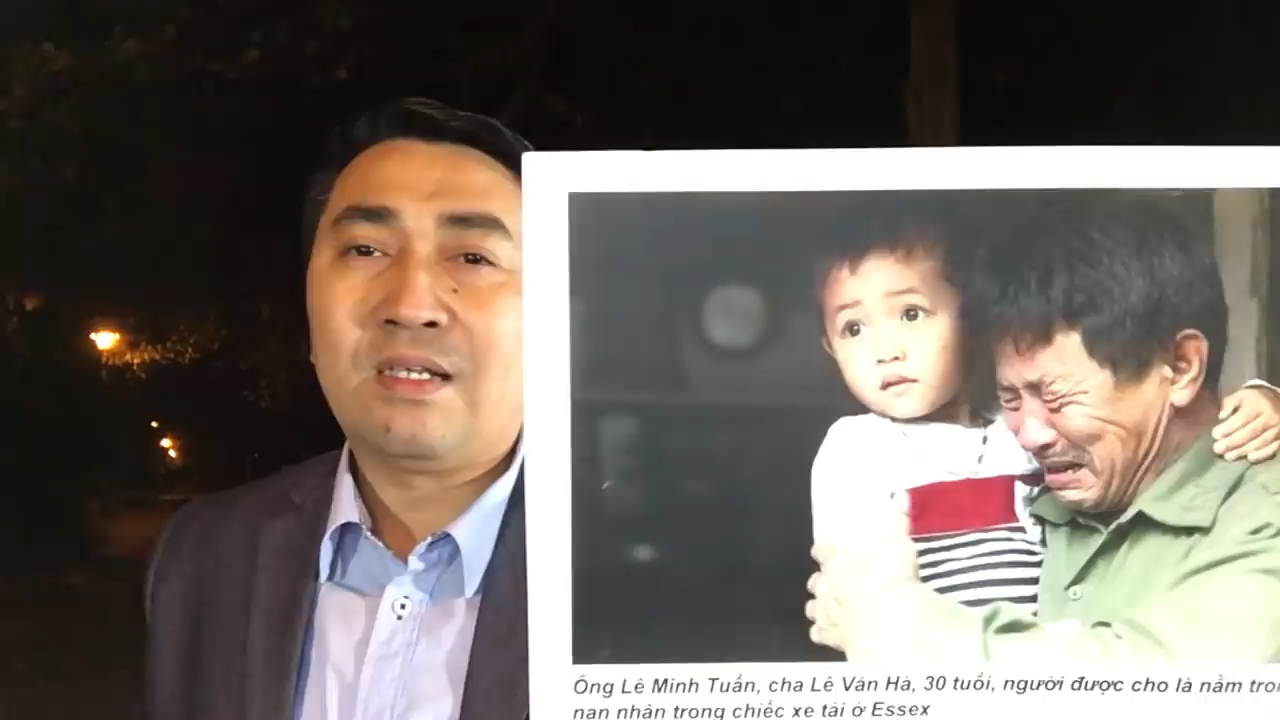 Ông Lê Minh Tuấn, cha Lê Văn Hà, 30 tuổi, người được cho là nằm
nạn nhân trong chiếc xe tải ở Essex